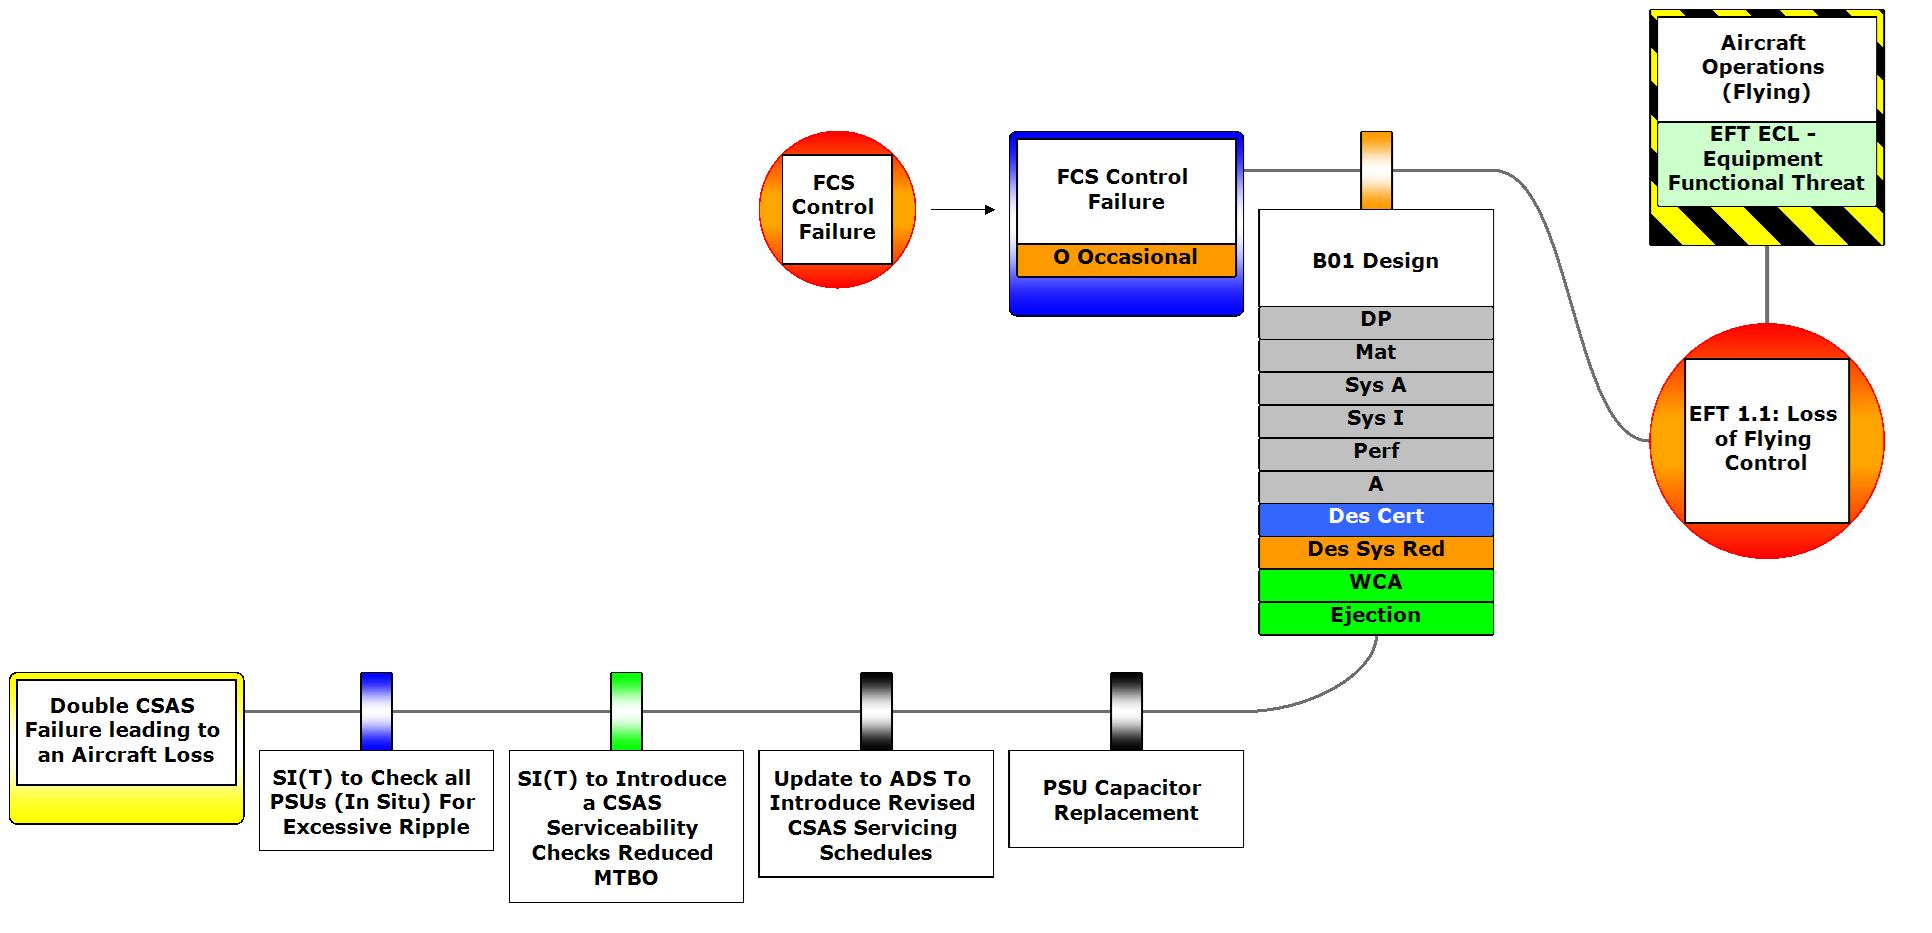 Aircraft
Operations
(Flying)
EFT ECL -
Equipment
Functional Threat
FCS
Control
Failure
FCS Control
Failure
O Occasional
B01 Design
DP
Mat
Sys A
Sys I
Perf
A
Des Cert
Des Sys Red
WCA
Ejection
EFT 1.1: Loss
of Flying
Control
Double CSAS
Failure leading to
an Aircraft Loss
SI(T) to Check all
PSUs (In Situ) For
Excessive Ripple
SI(T) to Introduce
a CSAS
Serviceability
Checks Reduced
MTBO
Update to ADS To
Introduce Revised
CSAS Servicing
Schedules
PSU Capacitor
Replacement